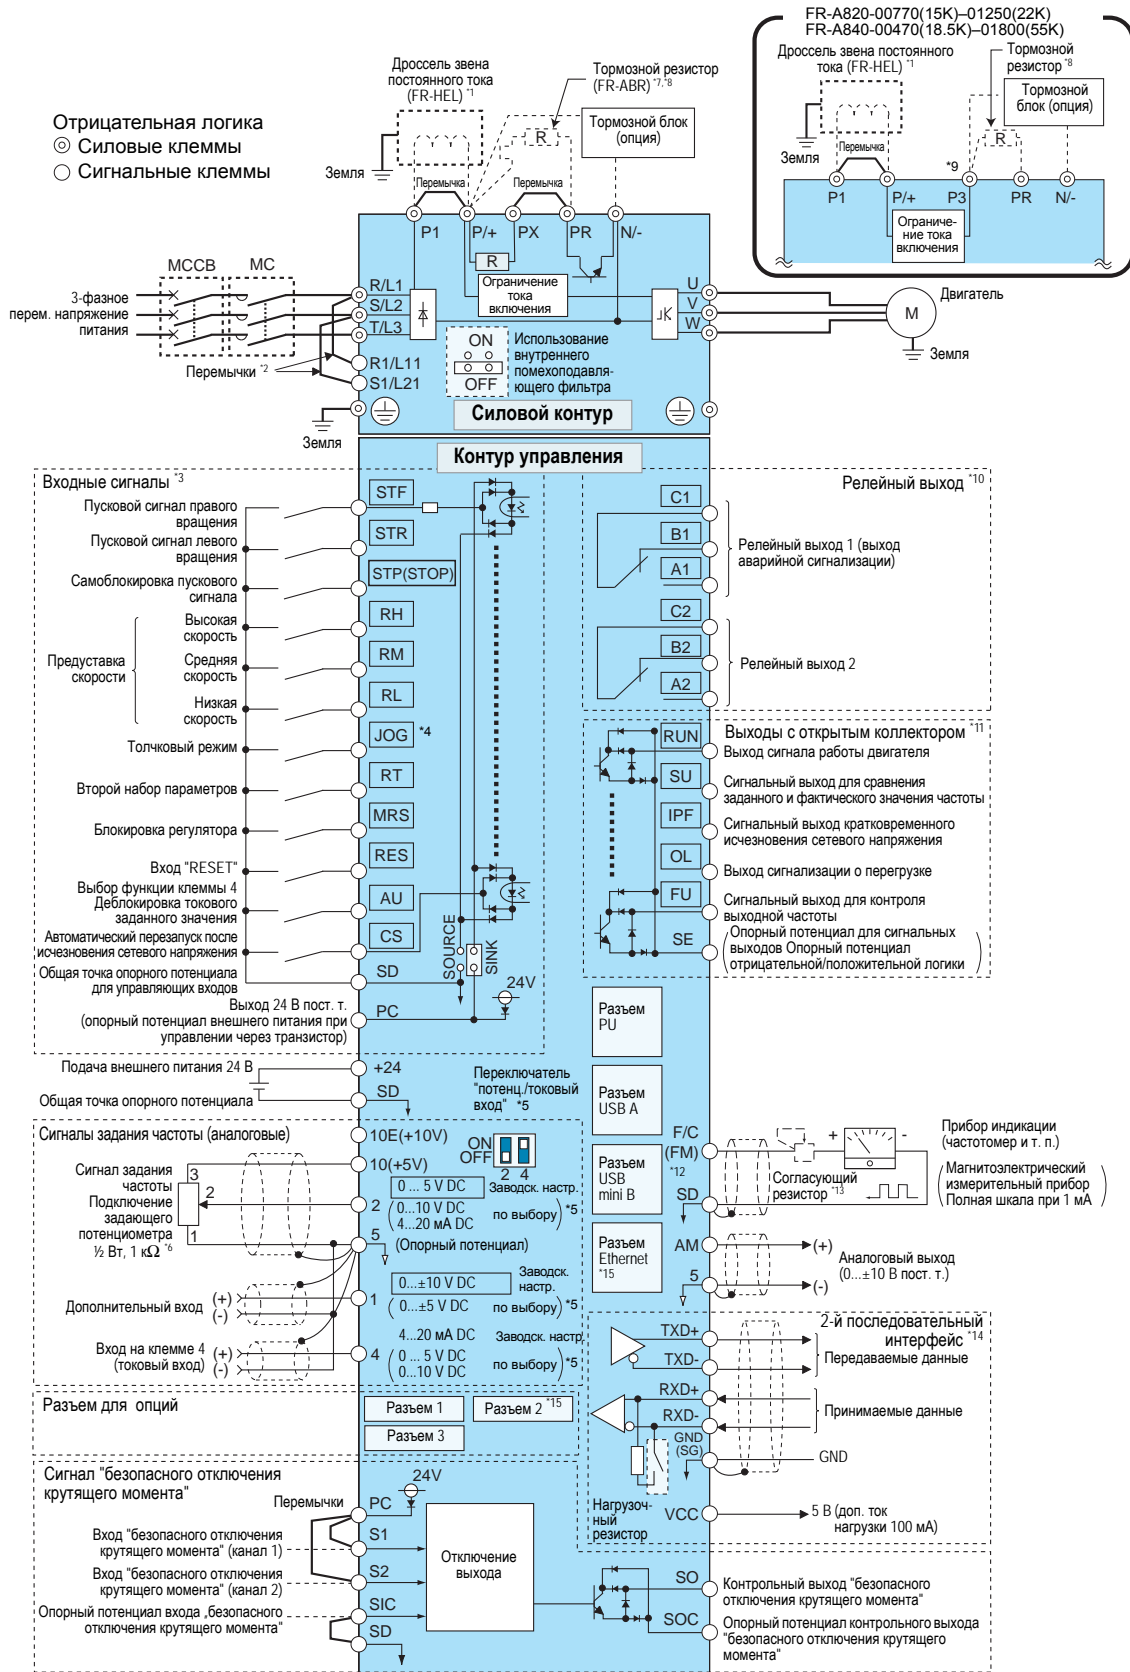 FR-A820-00770(15K)–01250(22K)
FR-A840-00470(18.5K)–01800(55K)
Дроссель звена постоянного
тока (FR-HEL) *1
Тормозной
резистор *8
Тормозной
блок (опция)
R
Земля
Перемычка
*9
P1
P/+
P3
PR
N/-
Ограниче-
ние тока
включения
Дроссель звена
постоянного тока
(FR-HEL) *1
Тормозной резистор
(FR-ABR) *7,*8
Тормозной блок
(опция)
R
Отрицательная логика
Силовые клеммы
Сигнальные клеммы
Земля
Перемычка
Перемычка
P1
P/+
PX
PR
N/-
R
Ограничение
тока
включения
MCCB
MC
3-фазное
перем. напряжение
питания
R/L1
S/L2
T/L3
R1/L11
S1/L21
Перемычки *2
U
V
W
Двигатель
M
Земля
ON
OFF
Использование
внутреннего
помехоподавля-
ющего фильтра
Земля
Силовой контур
Контур управления
Входные сигналы *3
Пусковой сигнал правого
вращения
STF
Пусковой сигнал левого
вращения
STR
Самоблокировка пускового
сигнала
STP(STOP)
Предуставка
скорости
Высокая
скорость
RH
Средняя
скорость
RM
Низкая
скорость
RL
Толчковый режим
JOG *4
Второй набор параметров
RT
Блокировка регулятора
MRS
Вход "RESET"
RES
Выбор функции клеммы 4
Деблокировка токового
заданного значения
AU
Автоматический перезапуск после
исчезновения сетевого напряжения
CS
Общая точка опорного потенциала
для управляющих входов
SD
SOURCE
SINK
24V
Выход 24 В пост. т.
(опорный потенциал внешнего питания при
управлении через транзистор)
PC
Релейный выход *10
C1
B1
A1
Релейный выход 1 (выход
аварийной сигнализации)
C2
B2
A2
Релейный выход 2
Выходы с открытым коллектором *11
RUN
Выход сигнала работы двигателя
SU
Сигнальный выход для сравнения
заданного и фактического значения частоты
IPF
Сигнальный выход кратковременного
исчезновения сетевого напряжения
OL
Выход сигнализации о перегрузке
FU
Сигнальный выход для контроля
выходной частоты
SE
Опорный потенциал для сигнальных
выходов Опорный потенциал
отрицательной/положительной логики
Подача внешнего питания 24 В
+24
Общая точка опорного потенциала
SD
Переключатель
"потенц./токовый
вход" *5
Разъем
PU
Разъем
USB A
Разъем
USB
mini B
Разъем
Ethernet
*15
Сигналы задания частоты (аналоговые)
10E(+10V)
ON
OFF
2 4
10(+5V)
Сигнал задания
частоты
Подключение
задающего
потенциометра
½ Вт, 1 кΩ *6
3
2
1
2
0 ... 5 V DC
Заводск. настр.
0...10 V DC
4...20 мА DC
по выбору) *5
5
(Опорный потенциал)
Дополнительный вход
(+)
(-)
1
0...±10 V DC
Заводск.
настр.
(0...±5 V DC
по выбору) *5
Вход на клемме 4
(токовый вход)
(+)
(-)
4
4...20 мА DC
Заводск. настр
0 ... 5 V DC
0...10 V DC
по выбору) *5
F/C
(FM)
*12
+
-
Прибор индикации
(частотомер и т. п.)
Согласующий
резистор *13
Магнитоэлектрический
измерительный прибор
Полная шкала при 1 мА
SD
AM
(+)
Аналоговый выход
(0...±10 В пост. т.)
5
(-)
2-й последовательный
интерфейс *14
TXD+
TXD-
Передаваемые данные
RXD+
RXD-
Принимаемые данные
GND
(SG)
GND
Нагрузоч-
ный
резистор
VCC
5 В (доп. ток
нагрузки 100 мА)
Разъем для опций
Разъем 1
Разъем 2 *15
Разъем 3
Сигнал "безопасного отключения
крутящего момента"
Перемычки
24V
PC
Вход "безопасного отключения
крутящего момента" (канал 1)
S1
Вход "безопасного отключения
крутящего момента" (канал 2)
S2
Опорный потенциал входа „безопасного
отключения крутящего момента"
SIC
SD
Отключение
выхода
SO
Контрольный выход "безопасного
отключения крутящего момента"
SOC
Опорный потенциал контрольного выхода
"безопасного отключения крутящего
момента"